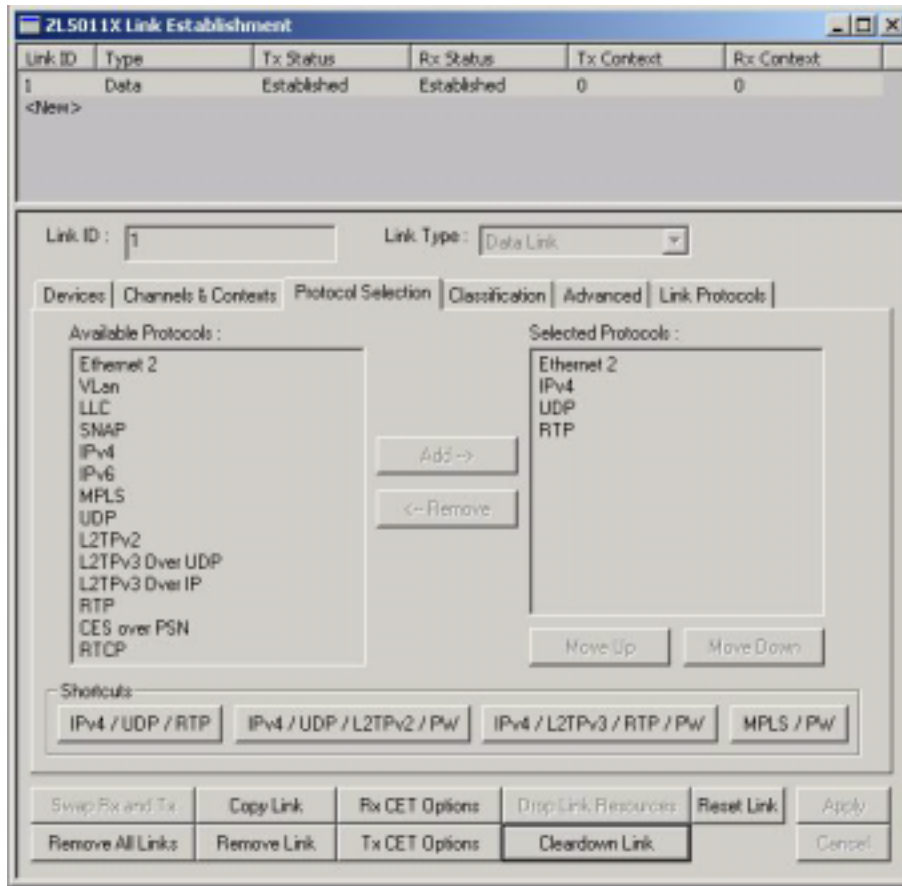 ZL5011X Link Establishment
Link ID Type Tx Status Rx Status Tx Context Rx Context
1 Data Established Established 0 0
<New>
Link ID : 1 Link Type : Data Link
Devices Channels & Contexts Protocol Selection Classification Advanced Link Protocols
Available Protocols : Selected Protocols :
Ethernet 2 Ethernet 2
VLan IPv4
LLC UDP
SNAP RTP
IPv4
IPv6
MPLS
UDP
L2TPv2
L2TPv3 Over UDP
L2TPv3 Over IP
RTP
CES over PSN
RTCP
Add -->
<-- Remove
Move Up Move Down
Shortcuts
IPv4 / UDP / RTP IPv4 / UDP / L2TPv2 / PW IPv4 / L2TPv3 / RTP / PW MPLS / PW
Swap Rx and Tx Copy Link Rx CET Options Drop Link Resources Reset Link Apply
Remove All Links Remove Link Tx CET Options Cleardown Link Cancel